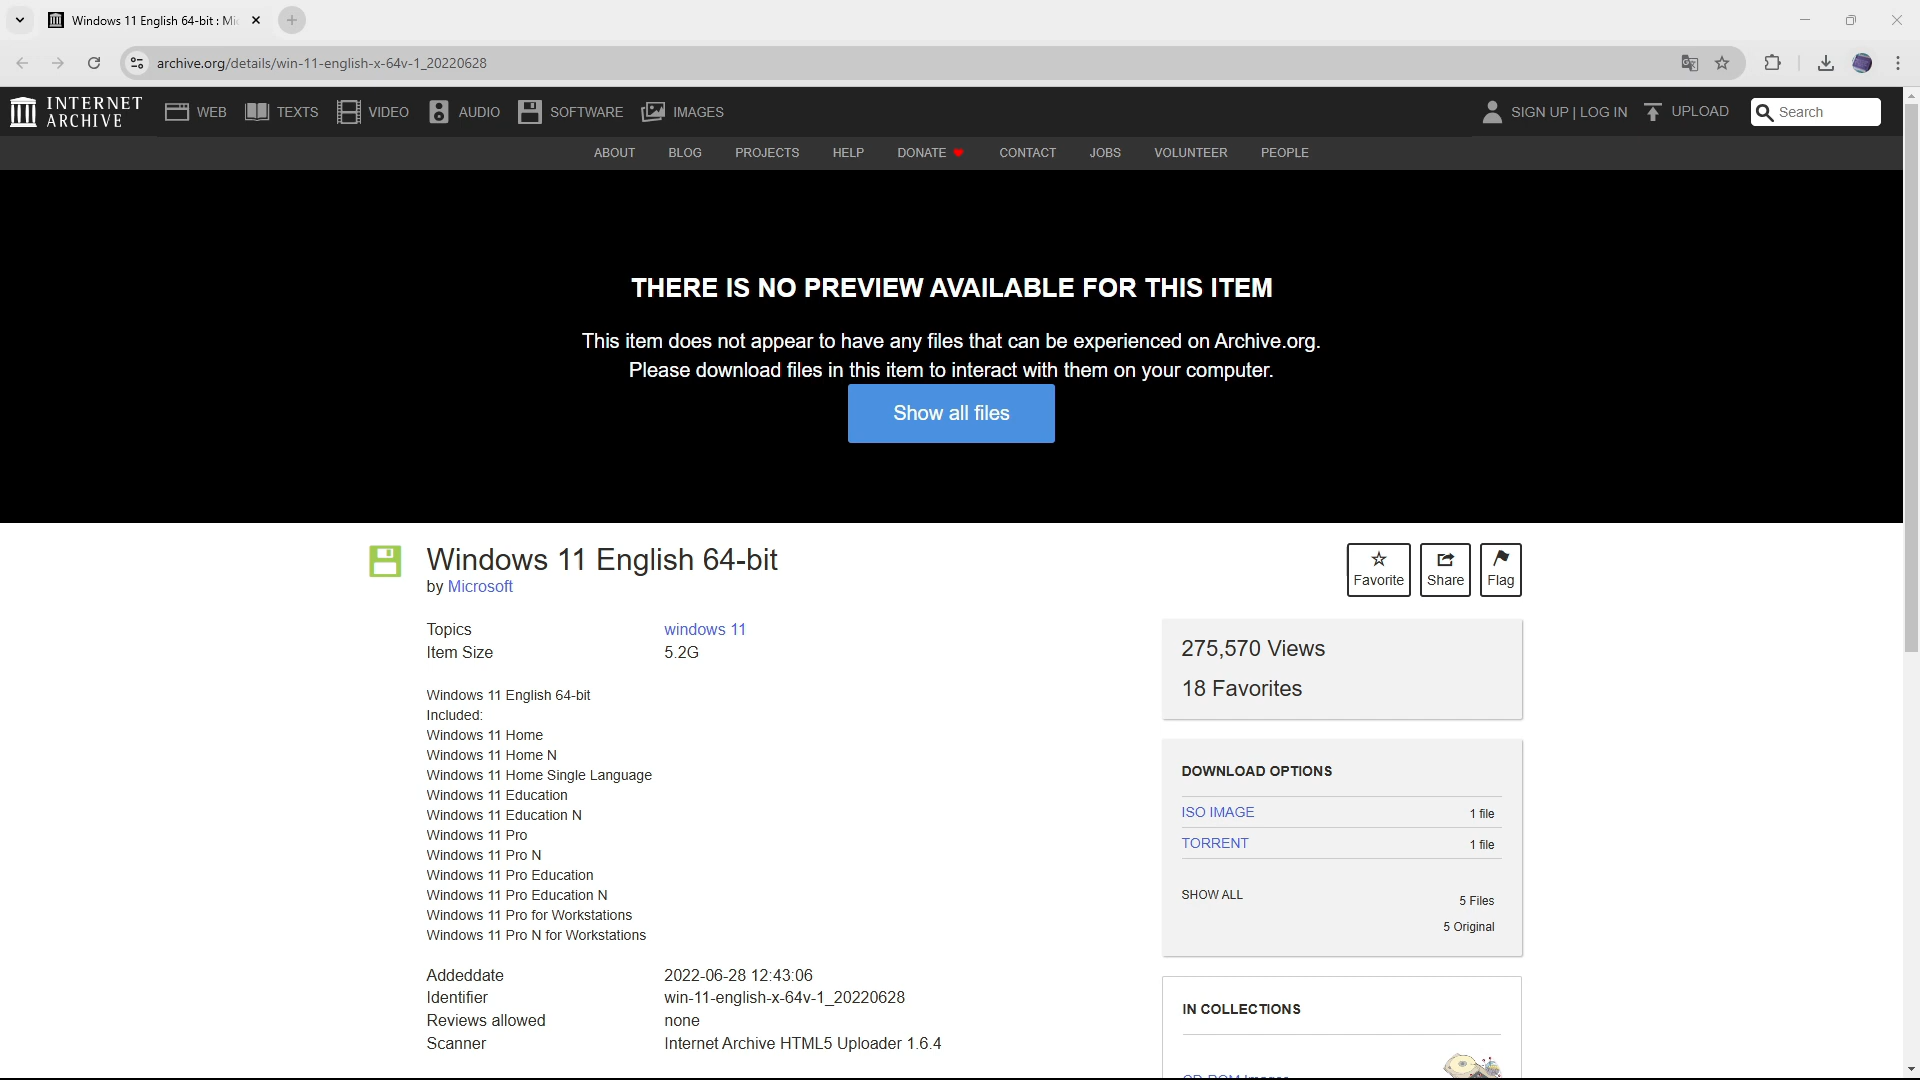 Windows 11 English 64-bit : Mi
archive.org/details/win-11-english-x-64v-1_20220628
INTERNET
ARCHIVE
WEB
TEXTS
VIDEO
AUDIO
SOFTWARE
IMAGES
SIGN UP | LOG IN
UPLOAD
Search
ABOUT
BLOG
PROJECTS
HELP
DONATE
CONTACT
JOBS
VOLUNTEER
PEOPLE
THERE IS NO PREVIEW AVAILABLE FOR THIS ITEM
This item does not appear to have any files that can be experienced on Archive.org.
Please download files in this item to interact with them on your computer.
Show all files
Windows 11 English 64-bit
by Microsoft
Favorite
Share
Flag
Topics windows 11
Item Size 5.2G
Windows 11 English 64-bit
Included:
Windows 11 Home
Windows 11 Home N
Windows 11 Home Single Language
Windows 11 Education
Windows 11 Education N
Windows 11 Pro
Windows 11 Pro N
Windows 11 Pro Education
Windows 11 Pro Education N
Windows 11 Pro for Workstations
Windows 11 Pro N for Workstations
Addeddate 2022-06-28 12:43:06
Identifier win-11-english-x-64v-1_20220628
Reviews allowed none
Scanner Internet Archive HTML5 Uploader 1.6.4
275,570 Views
18 Favorites
DOWNLOAD OPTIONS
ISO IMAGE 1 file
TORRENT 1 file
SHOW ALL 5 Files
5 Original
IN COLLECTIONS